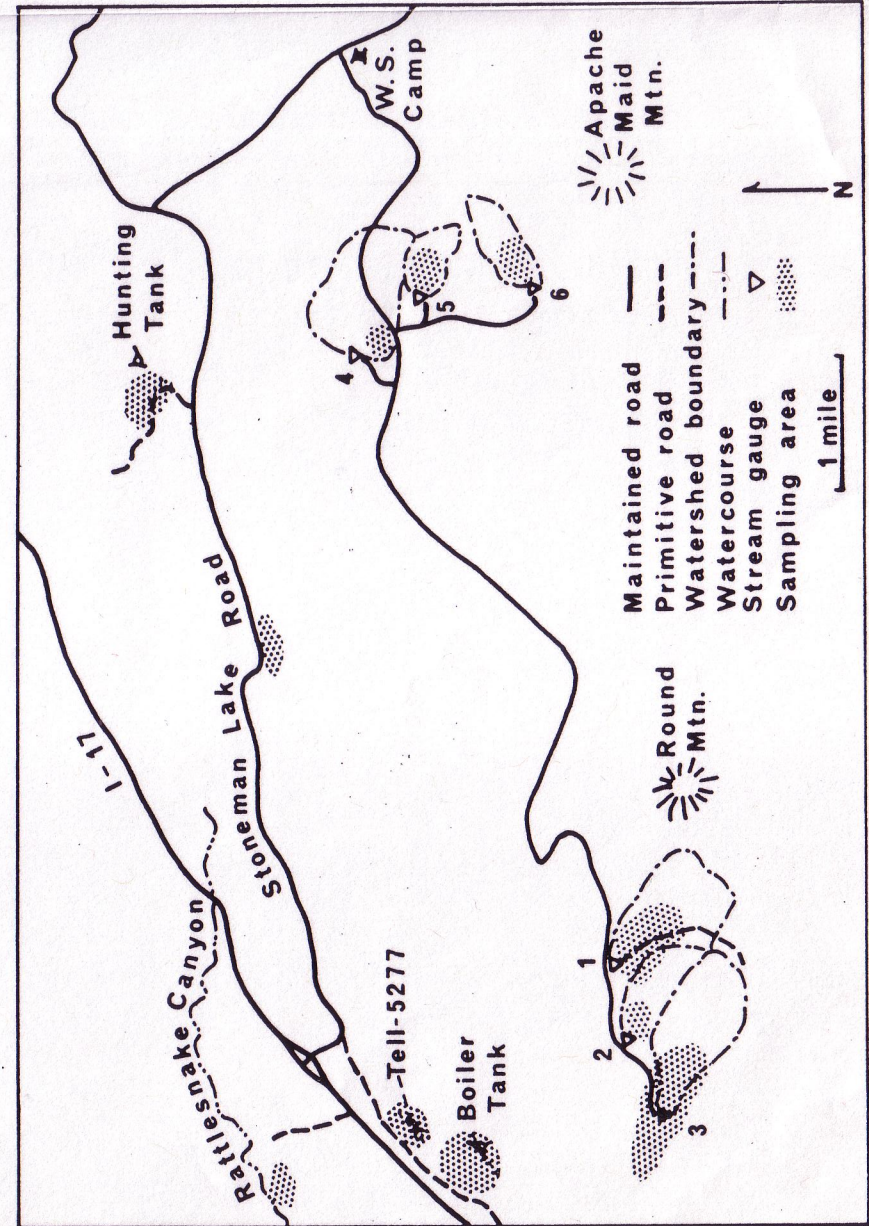 Rattlesnake Canyon
I-17
Stoneman Lake Road
Hunting
Tank
W.S.
Camp
Tell-5277
Boiler
Tank
1
2
3
4
5
6
Round
Mtn.
Apache
Maid
Mtn.
Maintained road
Primitive road
Watershed boundary
Watercourse
Stream gauge
Sampling area
1 mile
N